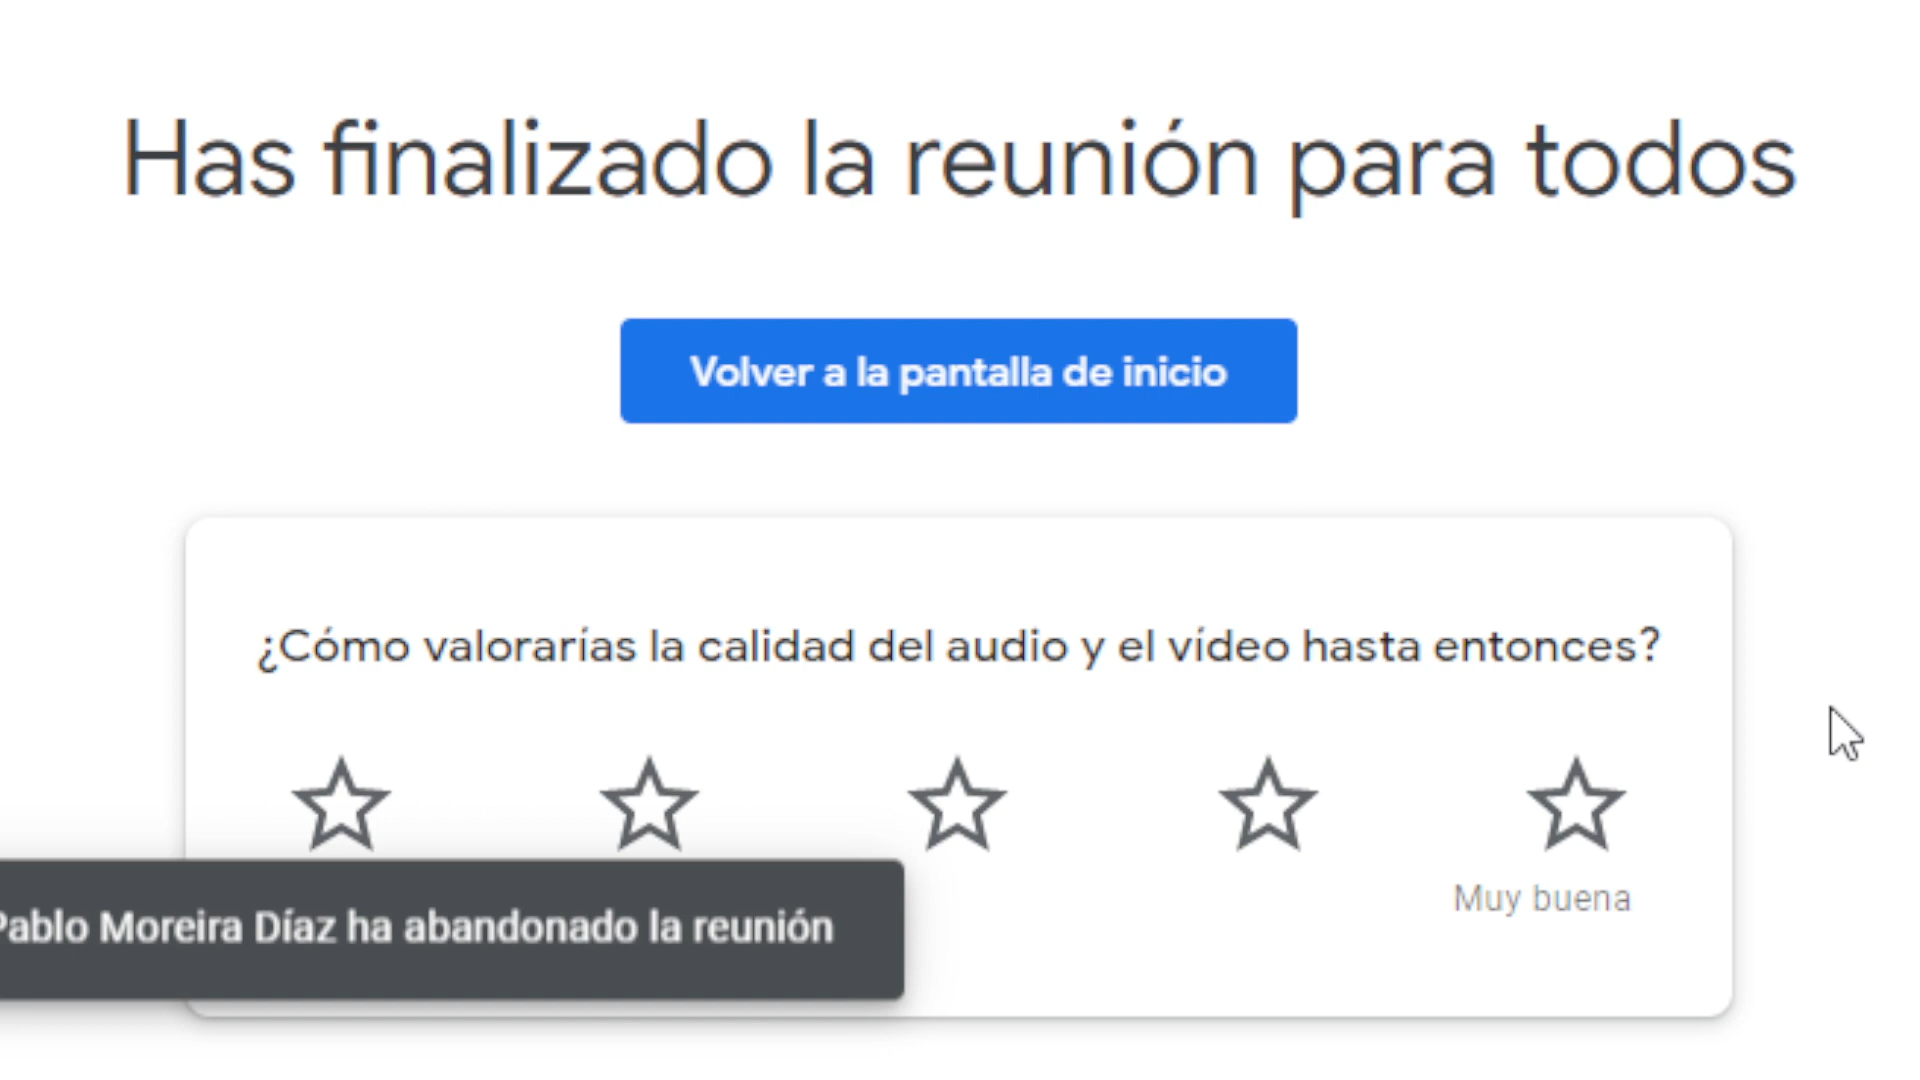 Has finalizado la reunión para todos
Volver a la pantalla de inicio
¿Cómo valorarías la calidad del audio y el vídeo hasta entonces?
Muy buena
Pablo Moreira Díaz ha abandonado la reunión